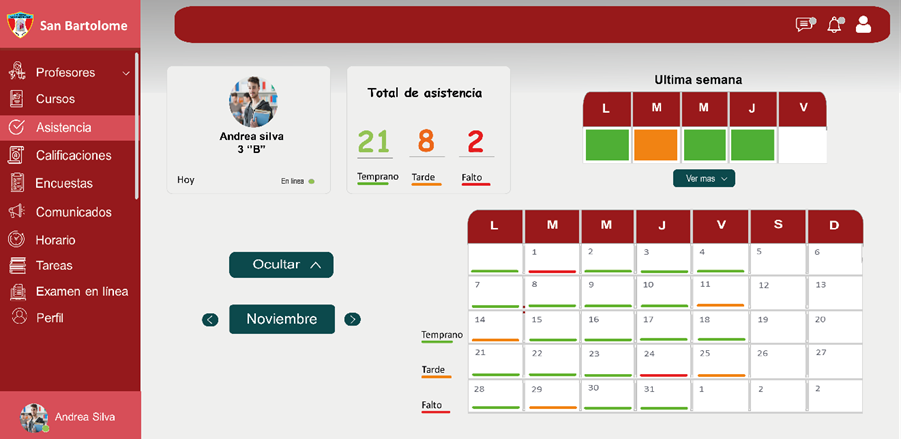 San Bartolome
Profesores
Cursos
Asistencia
Calificaciones
Encuestas
Comunicados
Horario
Tareas
Examen en línea
Perfil
Andrea Silva
Andrea silva
3 "B"
Hoy
En línea
Total de asistencia
21 8 2
Temprano Tarde Falto
Ultima semana
L M M J V
Ver mas
Ocultar
Noviembre
Temprano
Tarde
Falto
L M M J V S D
1 2 3 4 5 6
7 8 9 10 11 12 13
14 15 16 17 18 19 20
21 22 23 24 25 26 27
28 29 30 31 1 2 2